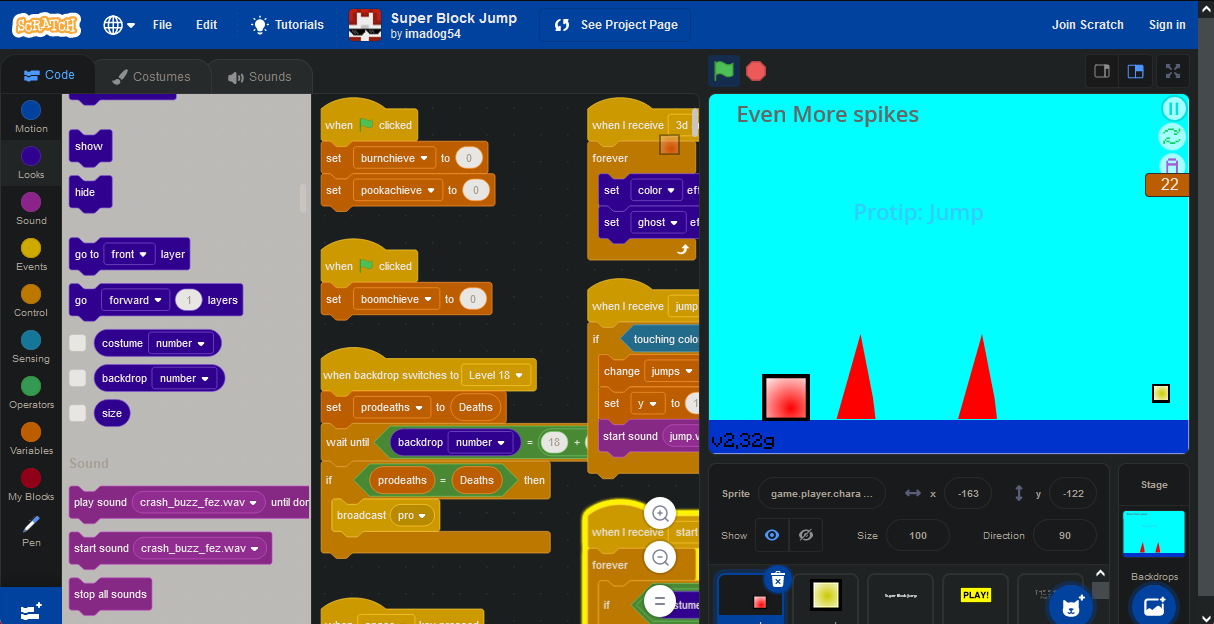 SCRATCH
File
Edit
Tutorials
Super Block Jump
by imadog54
See Project Page
Join Scratch
Sign in
Code
Costumes
Sounds
Motion
Looks
Sound
Events
Control
Sensing
Operators
Variables
My Blocks
Pen
show
hide
go to front layer
go forward 1 layers
costume number
backdrop number
size
Sound
play sound crash_buzz_fez.wav until don
start sound crash_buzz_fez.wav
stop all sounds
when clicked
set burnchieve to 0
set pookachieve to 0
when clicked
set boomchieve to 0
when backdrop switches to Level 18
set prodeaths to Deaths
wait until backdrop number = 18 +
if prodeaths = Deaths then
broadcast pro
when I receive 3d
forever
set color eff
set ghost ef
when I receive jump
if touching colo
change jumps
set y to 1
start sound jump.v
when I receive start
forever
if
Even More spikes
22
Protip: Jump
v2,32g
Sprite
game.player.chara ...
x
-163
y
-122
Show
Size
100
Direction
90
Stage
Backdrops
Super Block Jump
PLAY!